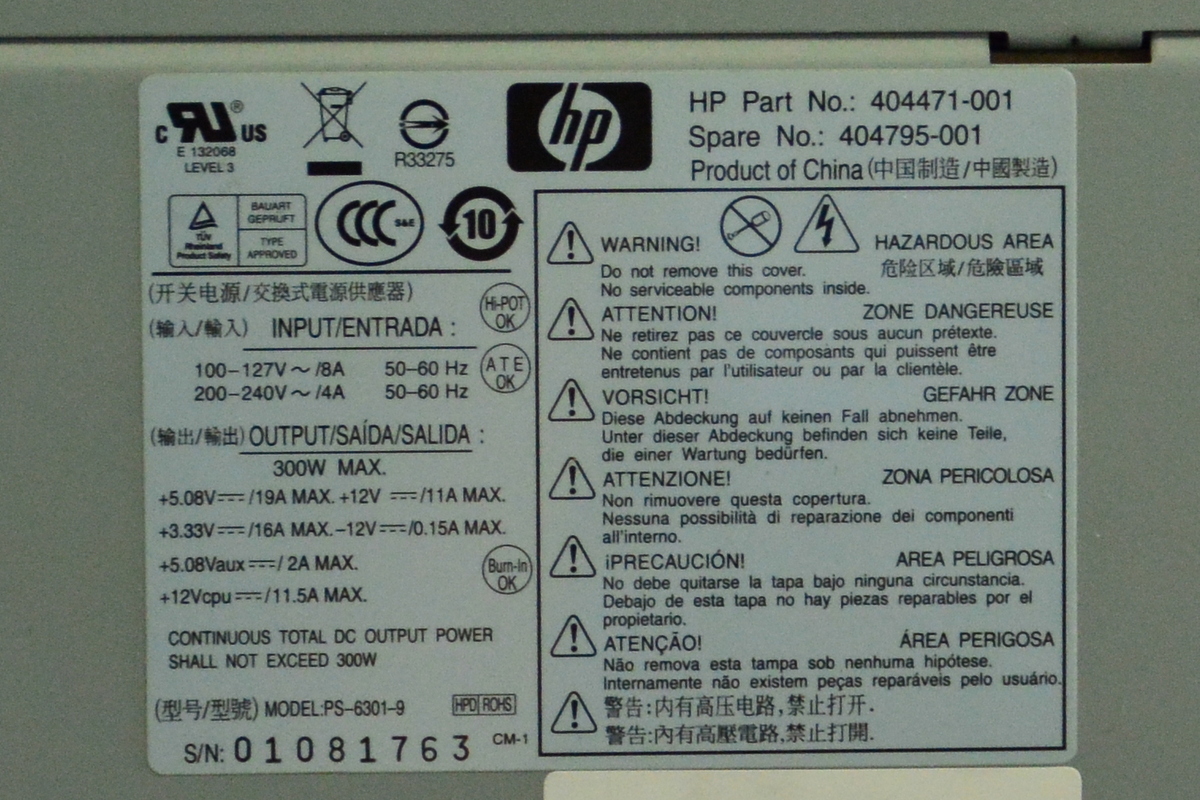 c RU ® US
E 132068
LEVEL 3
R33275
hp
HP Part No.: 404471-001
Spare No.: 404795-001
Product of China (中国制造/中國製造)
TÜV
Rheinland
Product Safety
BAUART
GEPRUFT
TYPE
APPROVED
CCC S&E
10
(开关电源/交換式電源供應器)
Hi-POT
OK
(输入/輸入) INPUT/ENTRADA :
100-127V ~ /8A 50-60 Hz
200-240V ~ /4A 50-60 Hz
ATE
OK
(输出/輸出) OUTPUT/SAÍDA/SALIDA :
300W MAX.
+5.08V⎓/19A MAX. +12V ⎓/11A MAX.
+3.33V⎓/16A MAX. -12V⎓/0.15A MAX.
+5.08Vaux⎓/ 2A MAX.
+12Vcpu⎓/11.5A MAX.
Burn-in
OK
CONTINUOUS TOTAL DC OUTPUT POWER
SHALL NOT EXCEED 300W
(型号/型號) MODEL:PS-6301-9
HPD ROHS
S/N: 01081763
CM-1
WARNING! HAZARDOUS AREA
Do not remove this cover. 危险区域/危險區域
No serviceable components inside.
ATTENTION! ZONE DANGEREUSE
Ne retirez pas ce couvercle sous aucun prétexte.
Ne contient pas de composants qui puissent être
entretenus par l'utilisateur ou par la clientèle.
VORSICHT! GEFAHR ZONE
Diese Abdeckung auf keinen Fall abnehmen.
Unter dieser Abdeckung befinden sich keine Teile,
die einer Wartung bedürfen.
ATTENZIONE! ZONA PERICOLOSA
Non rimuovere questa copertura.
Nessuna possibilità di reparazione dei componenti
all'interno.
¡PRECAUCIÓN! AREA PELIGROSA
No debe quitarse la tapa bajo ninguna circunstancia.
Debajo de esta tapa no hay piezas reparables por el
propietario.
ATENÇÃO! ÁREA PERIGOSA
Não remova esta tampa sob nenhuma hipótese.
Internamente não existem peças reparáveis pelo usuário.
警告:内有高压电路,禁止打开.
警告:內有高壓電路,禁止打開.